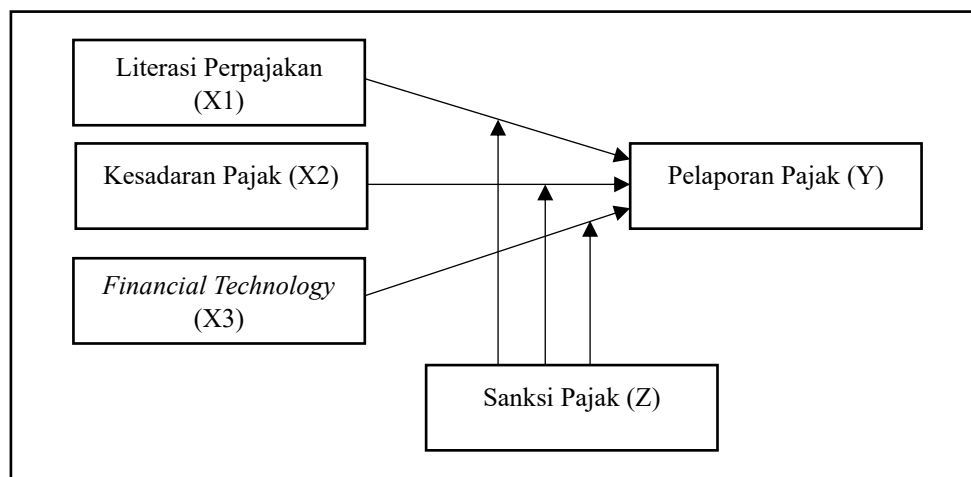 Literasi Perpajakan
(X1)
Kesadaran Pajak (X2)
Pelaporan Pajak (Y)
Financial Technology
(X3)
Sanksi Pajak (Z)